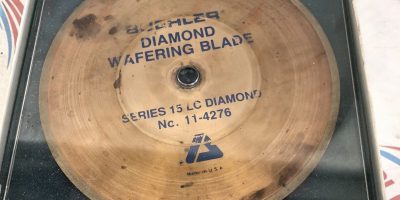 BUEHLER
DIAMOND
WAFERING BLADE
SERIES 15 LC DIAMOND
No. 11-4276
MADE IN U.S.A.